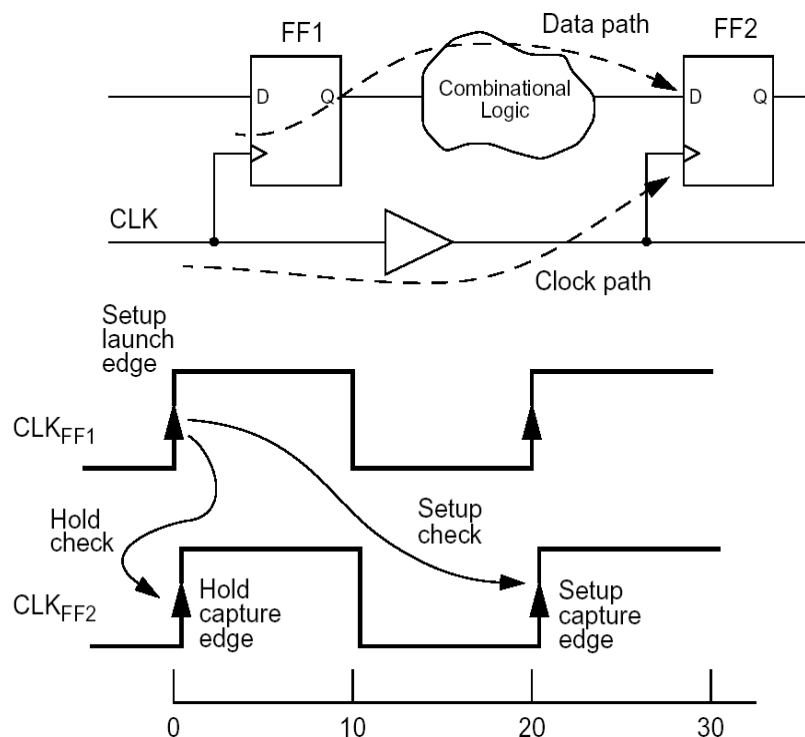 FF1
Data path
FF2
D
Q
Combinational
Logic
D
Q
CLK
Clock path
Setup
launch
edge
CLKFF1
Hold
check
Setup
check
CLKFF2
Hold
capture
edge
Setup
capture
edge
0
10
20
30